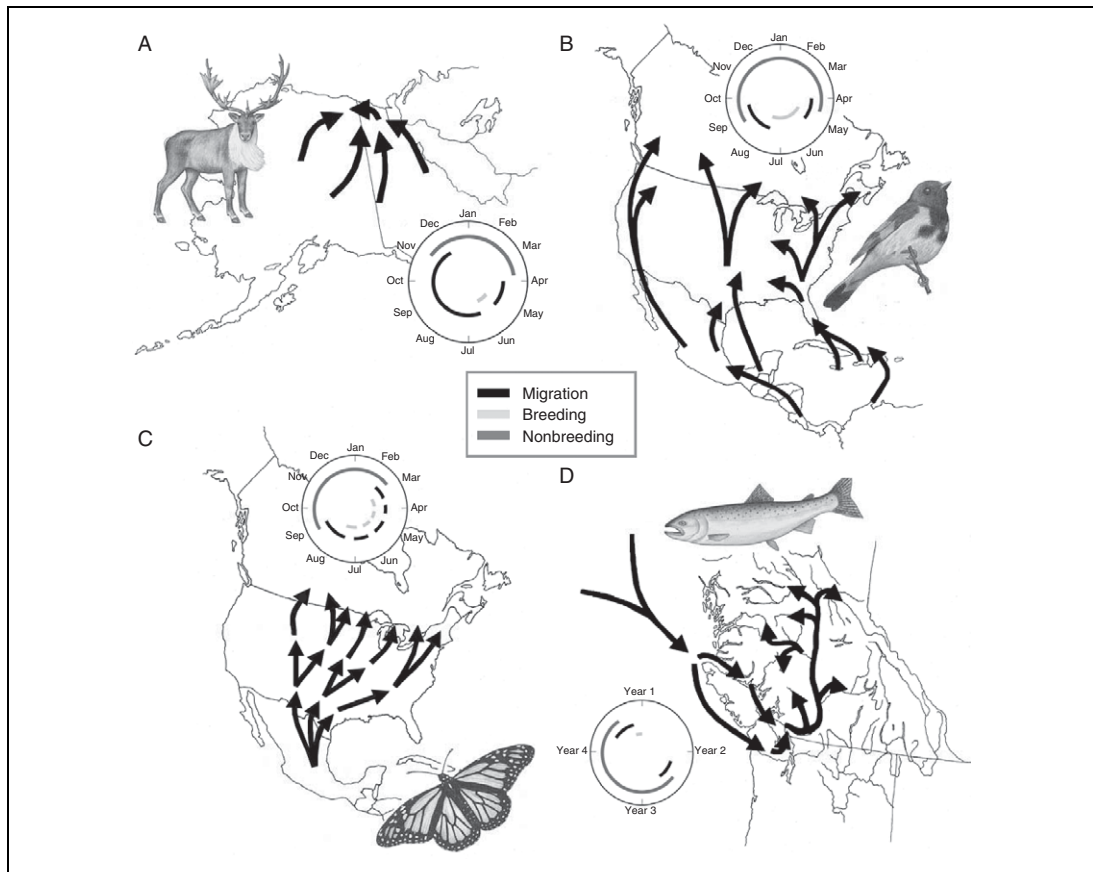 A
Jan
Feb
Mar
Apr
May
Jun
Jul
Aug
Sep
Oct
Nov
Dec
B
Jan
Feb
Mar
Apr
May
Jun
Jul
Aug
Sep
Oct
Nov
Dec
Migration
Breeding
Nonbreeding
C
Jan
Feb
Mar
Apr
May
Jun
Jul
Aug
Sep
Oct
Nov
Dec
D
Year 1
Year 2
Year 3
Year 4